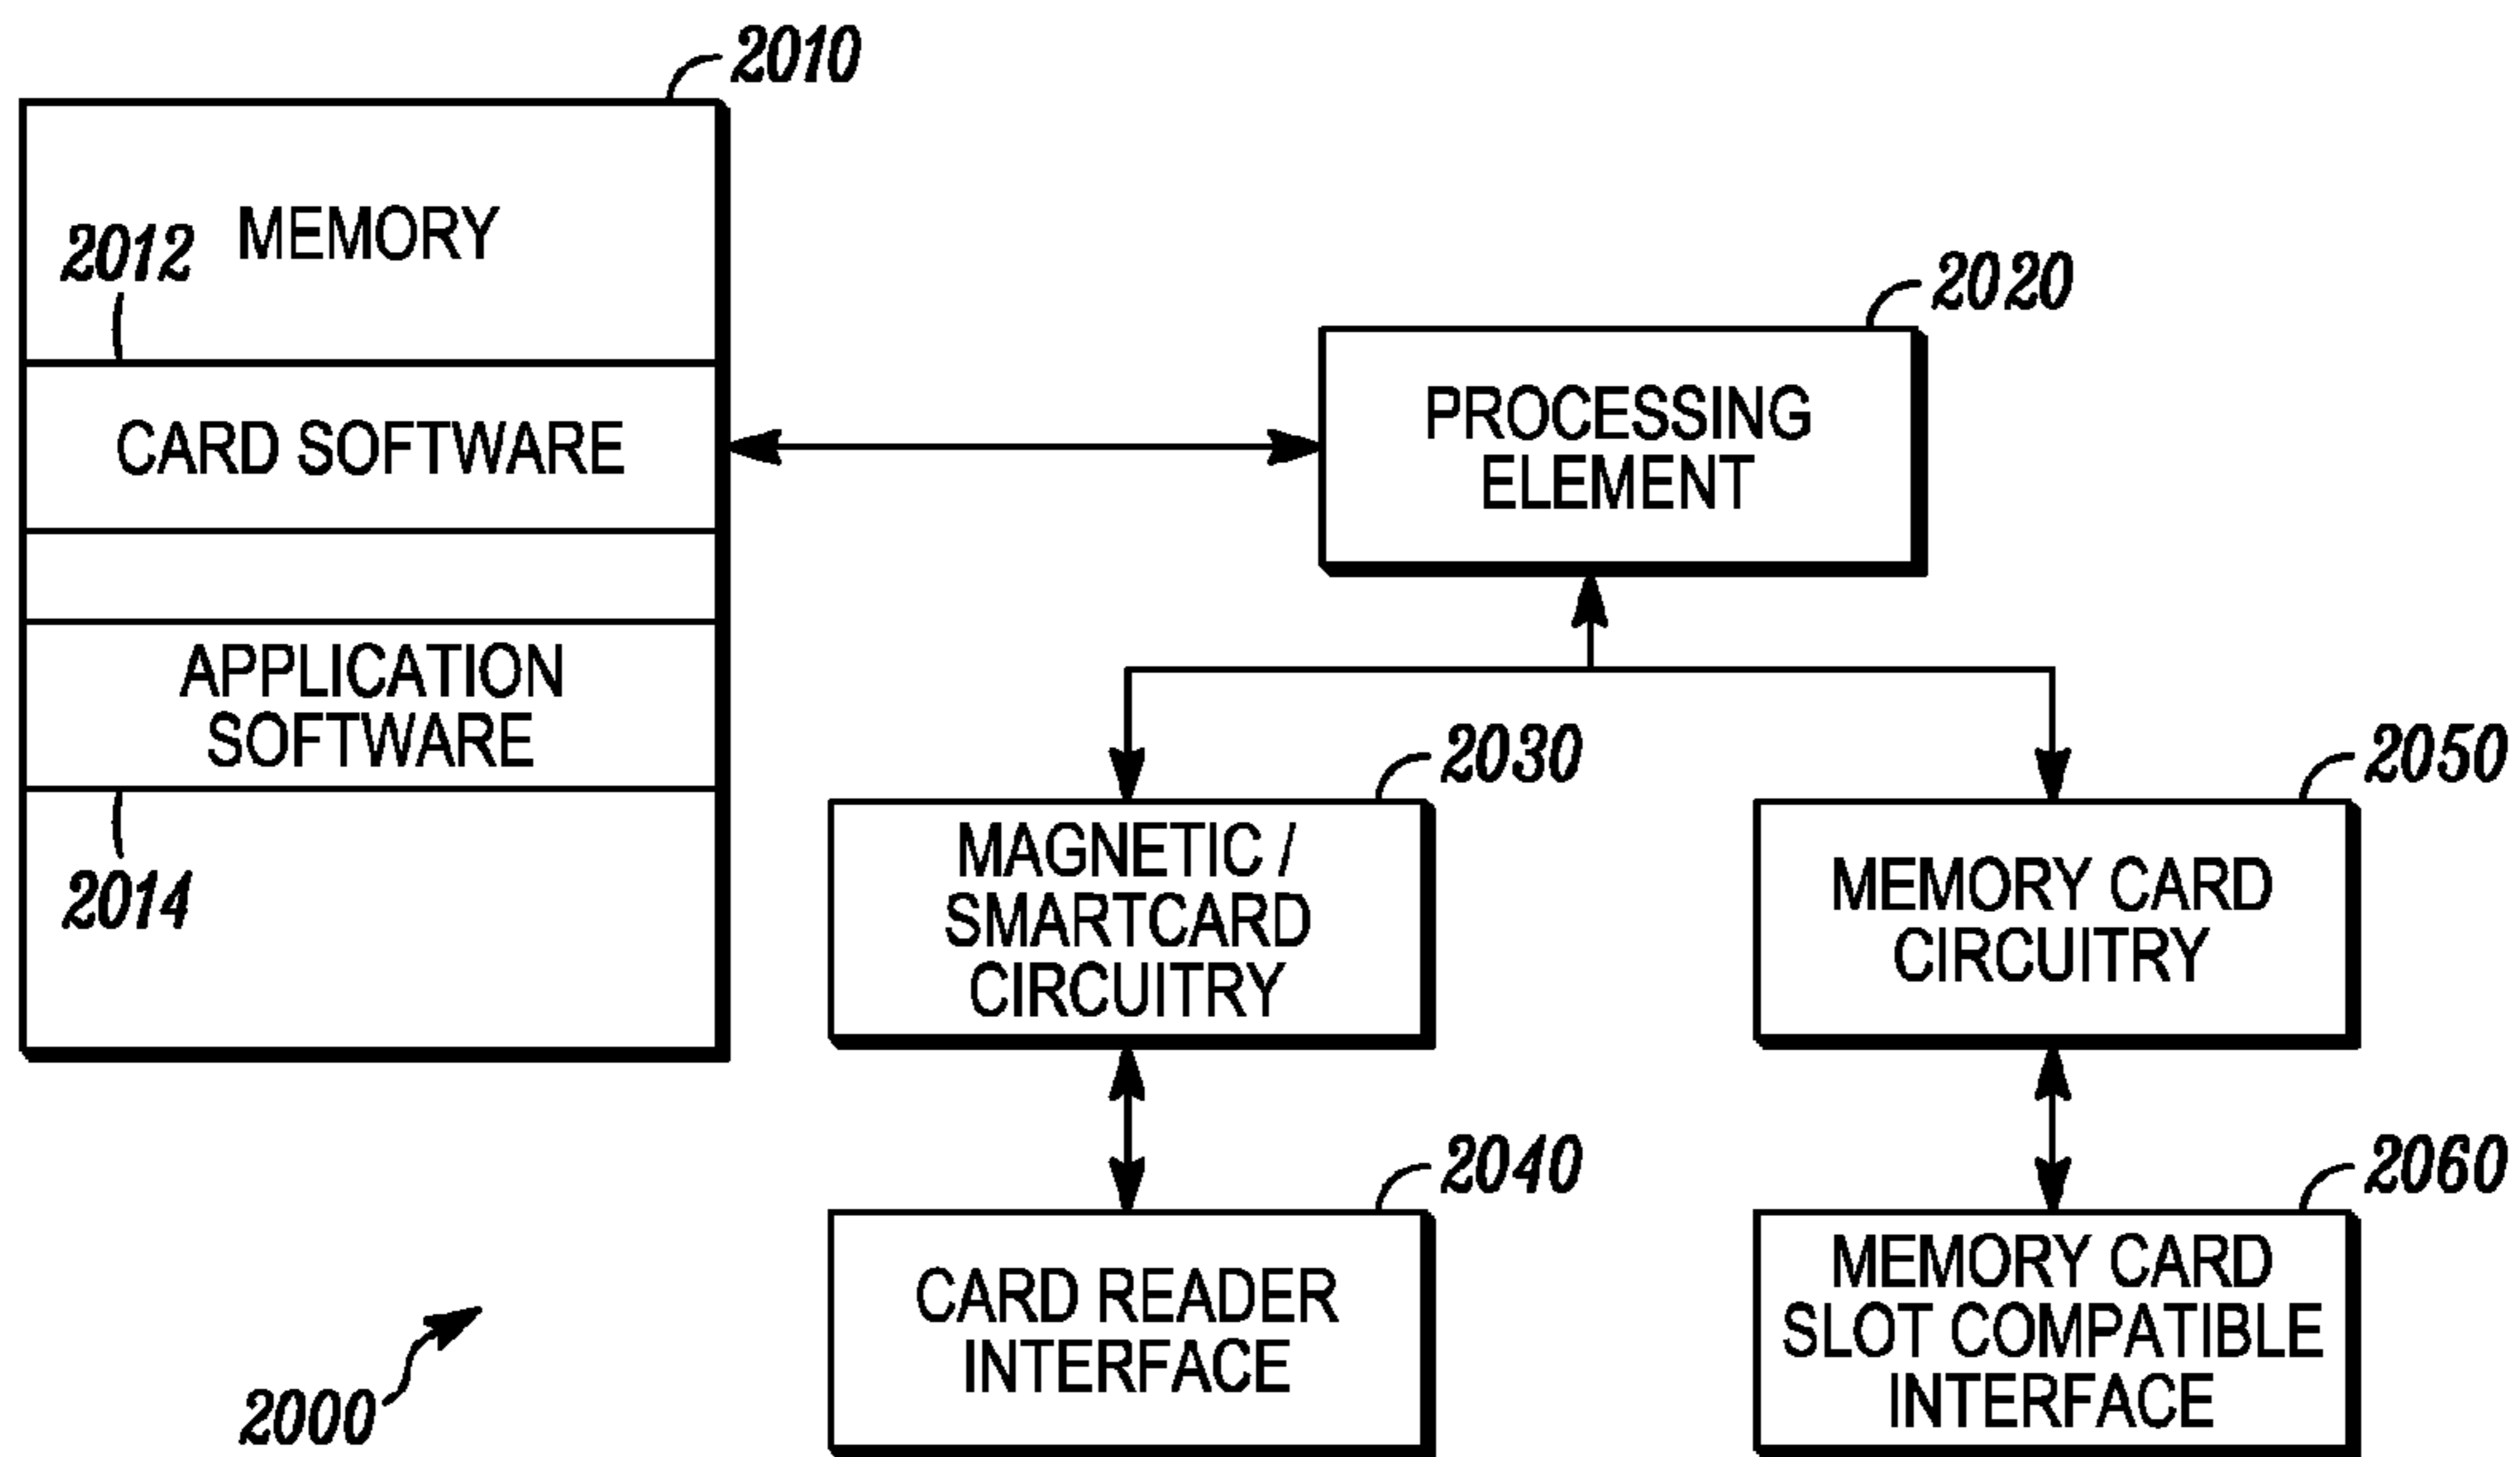 2010
MEMORY
2012
CARD SOFTWARE
APPLICATION
SOFTWARE
2014
2020
PROCESSING
ELEMENT
2030
MAGNETIC /
SMARTCARD
CIRCUITRY
2050
MEMORY CARD
CIRCUITRY
2040
CARD READER
INTERFACE
2060
MEMORY CARD
SLOT COMPATIBLE
INTERFACE
2000